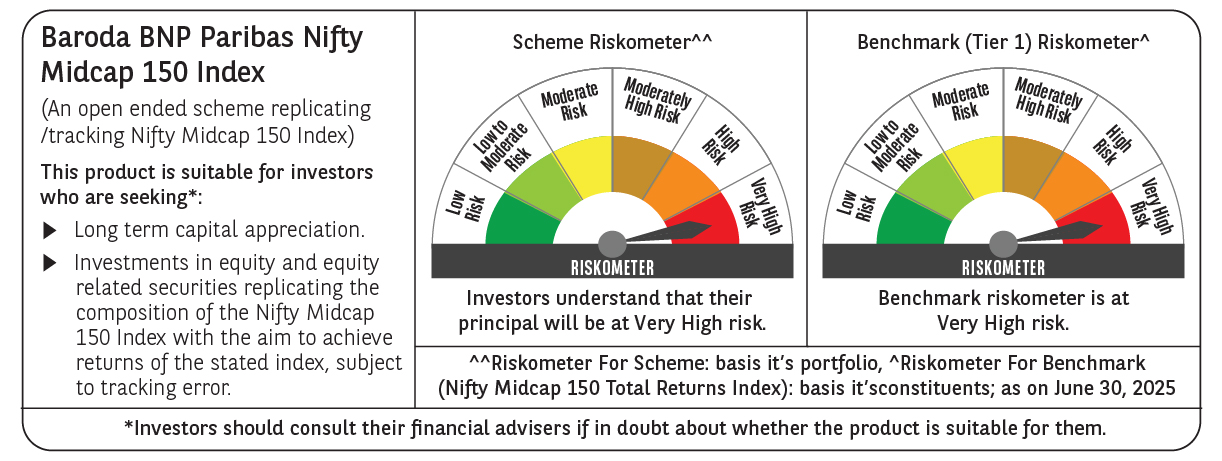 Baroda BNP Paribas Nifty
Midcap 150 Index
(An open ended scheme replicating
/tracking Nifty Midcap 150 Index)
This product is suitable for investors
who are seeking*:
▶ Long term capital appreciation.
▶ Investments in equity and equity
related securities replicating the
composition of the Nifty Midcap
150 Index with the aim to achieve
returns of the stated index, subject
to tracking error.
Scheme Riskometer^^
Low
Risk
Low to
Moderate
Risk
Moderate
Risk
Moderately
High Risk
High
Risk
Very High
Risk
RISKOMETER
Investors understand that their
principal will be at Very High risk.
Benchmark (Tier 1) Riskometer^
Low
Risk
Low to
Moderate
Risk
Moderate
Risk
Moderately
High Risk
High
Risk
Very High
Risk
RISKOMETER
Benchmark riskometer is at
Very High risk.
^^Riskometer For Scheme: basis it's portfolio, ^Riskometer For Benchmark
(Nifty Midcap 150 Total Returns Index): basis it'sconstituents; as on June 30, 2025
*Investors should consult their financial advisers if in doubt about whether the product is suitable for them.